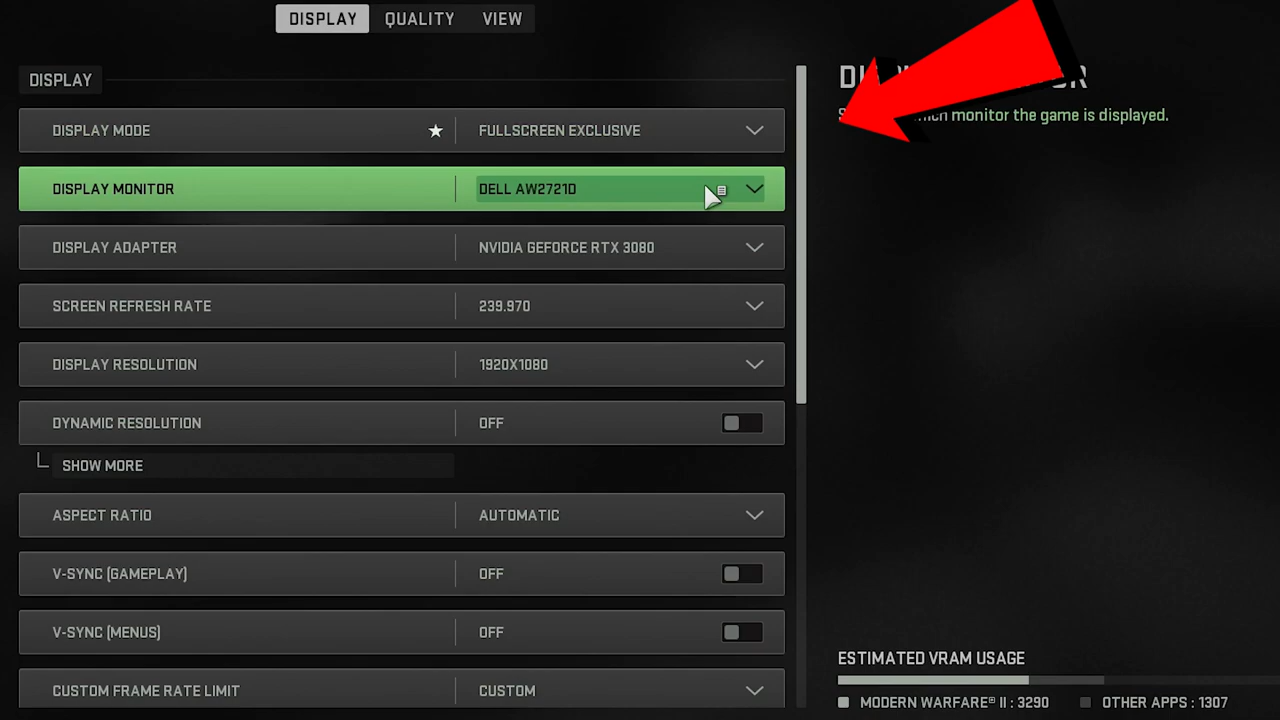 DISPLAY QUALITY VIEW
DISPLAY
DISPLAY MODE ★ FULLSCREEN EXCLUSIVE
which monitor the game is displayed.
DISPLAY MONITOR DELL AW2721D
DISPLAY ADAPTER NVIDIA GEFORCE RTX 3080
SCREEN REFRESH RATE 239.970
DISPLAY RESOLUTION 1920X1080
DYNAMIC RESOLUTION OFF
SHOW MORE
ASPECT RATIO AUTOMATIC
V-SYNC (GAMEPLAY) OFF
V-SYNC (MENUS) OFF
CUSTOM FRAME RATE LIMIT CUSTOM
ESTIMATED VRAM USAGE
MODERN WARFARE® II : 3290 OTHER APPS : 1307